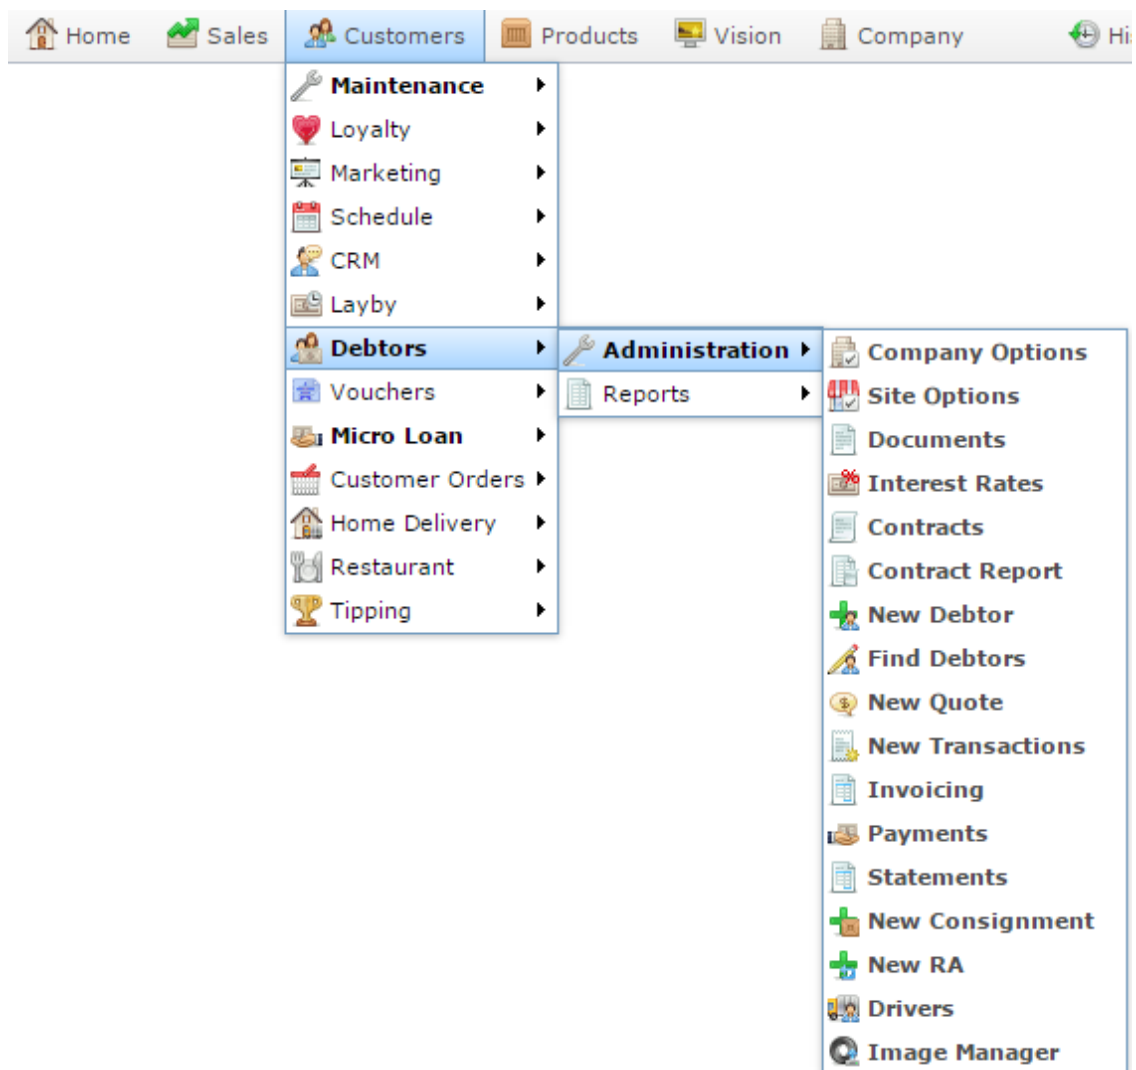 Home Sales Customers Products Vision Company
Maintenance
Loyalty
Marketing
Schedule
CRM
Layby
Debtors
Vouchers
Micro Loan
Customer Orders
Home Delivery
Restaurant
Tipping
Administration
Reports
Company Options
Site Options
Documents
Interest Rates
Contracts
Contract Report
New Debtor
Find Debtors
New Quote
New Transactions
Invoicing
Payments
Statements
New Consignment
New RA
Drivers
Image Manager